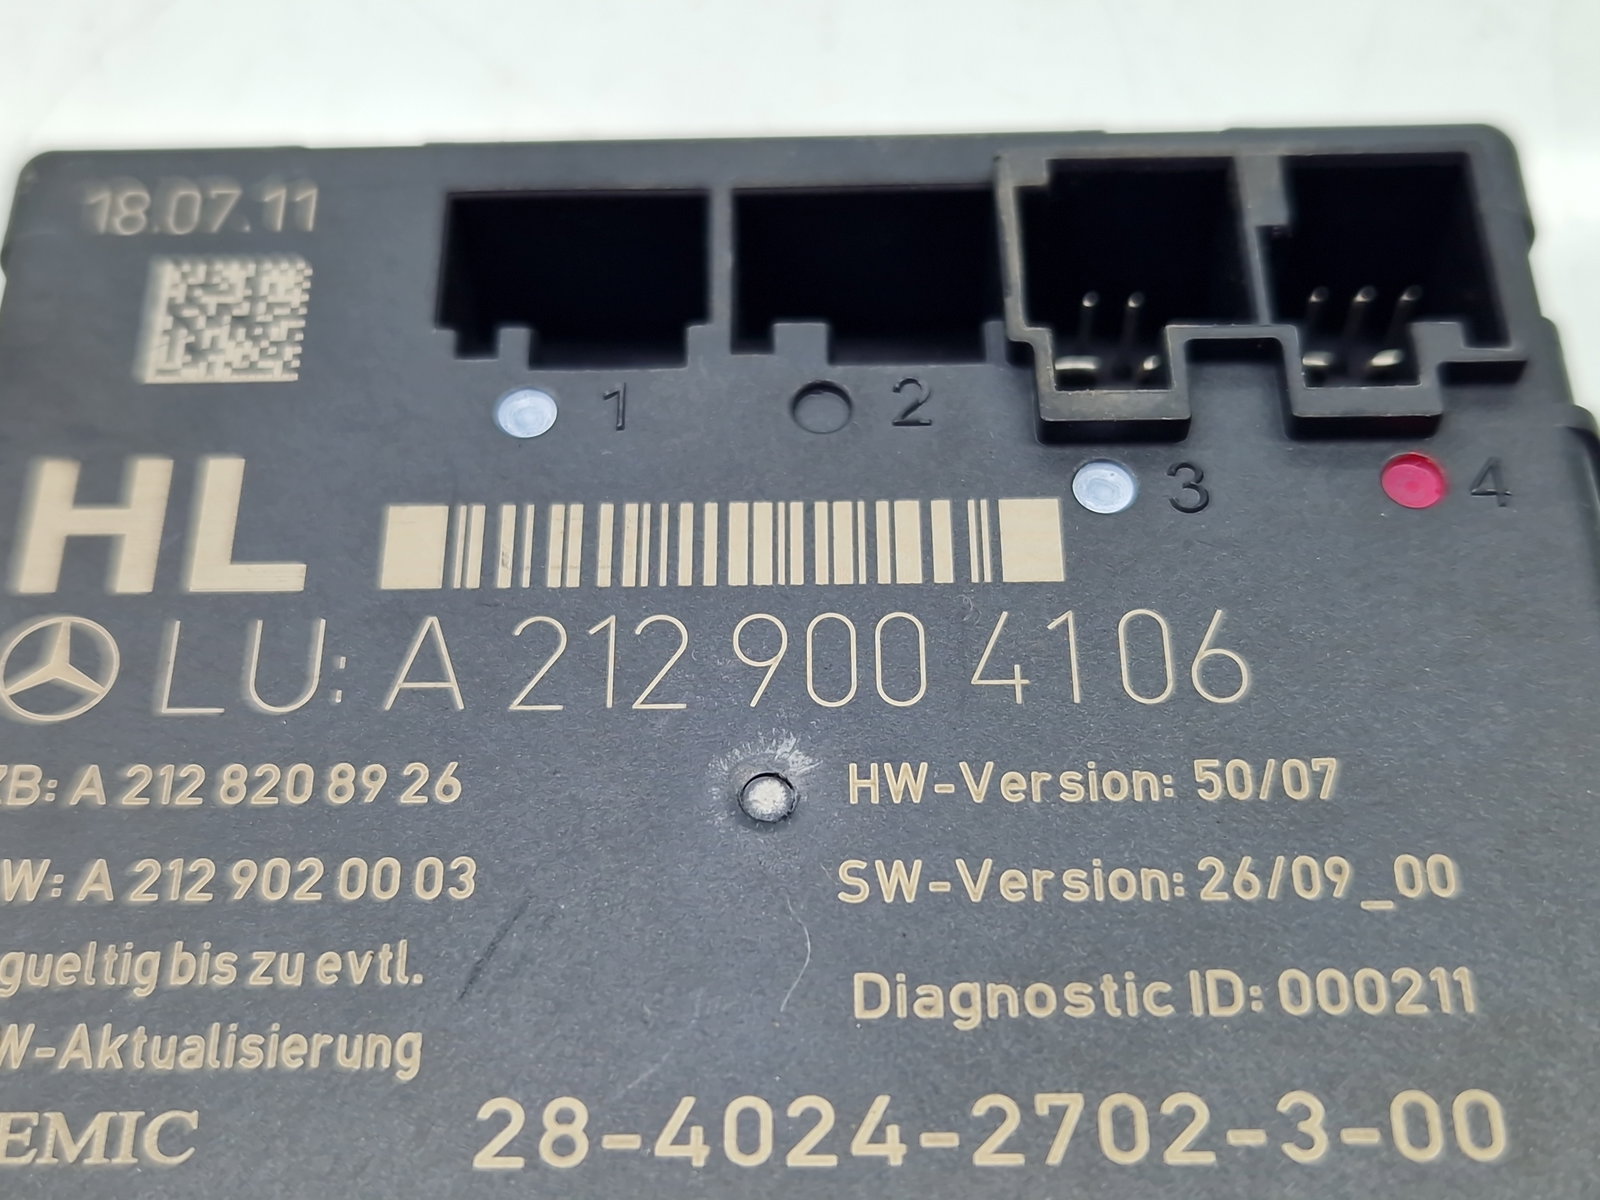 18.07.11
1
2
3
4
HL
LU: A 212 900 4106
ZB: A 212 820 89 26
W: A 212 902 00 03
gueltig bis zu evtl.
W-Aktualisierung
EMIC
HW-Version: 50/07
SW-Version: 26/09_00
Diagnostic ID: 000211
28-4024-2702-3-00